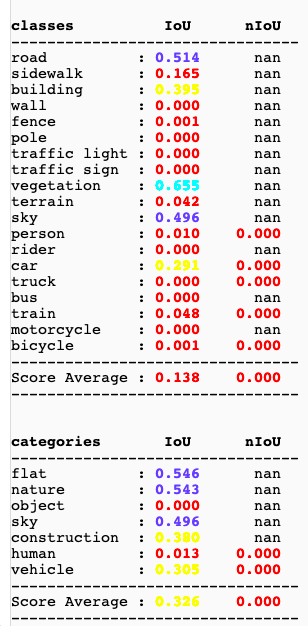 classes IoU nIoU
--------------------------------
road : 0.514 nan
sidewalk : 0.165 nan
building : 0.395 nan
wall : 0.000 nan
fence : 0.001 nan
pole : 0.000 nan
traffic light : 0.000 nan
traffic sign : 0.000 nan
vegetation : 0.655 nan
terrain : 0.042 nan
sky : 0.496 nan
person : 0.010 0.000
rider : 0.000 nan
car : 0.291 0.000
truck : 0.000 0.000
bus : 0.000 nan
train : 0.048 0.000
motorcycle : 0.000 nan
bicycle : 0.001 0.000
--------------------------------
Score Average : 0.138 0.000
--------------------------------
categories IoU nIoU
--------------------------------
flat : 0.546 nan
nature : 0.543 nan
object : 0.000 nan
sky : 0.496 nan
construction : 0.380 nan
human : 0.013 0.000
vehicle : 0.305 0.000
--------------------------------
Score Average : 0.326 0.000
--------------------------------